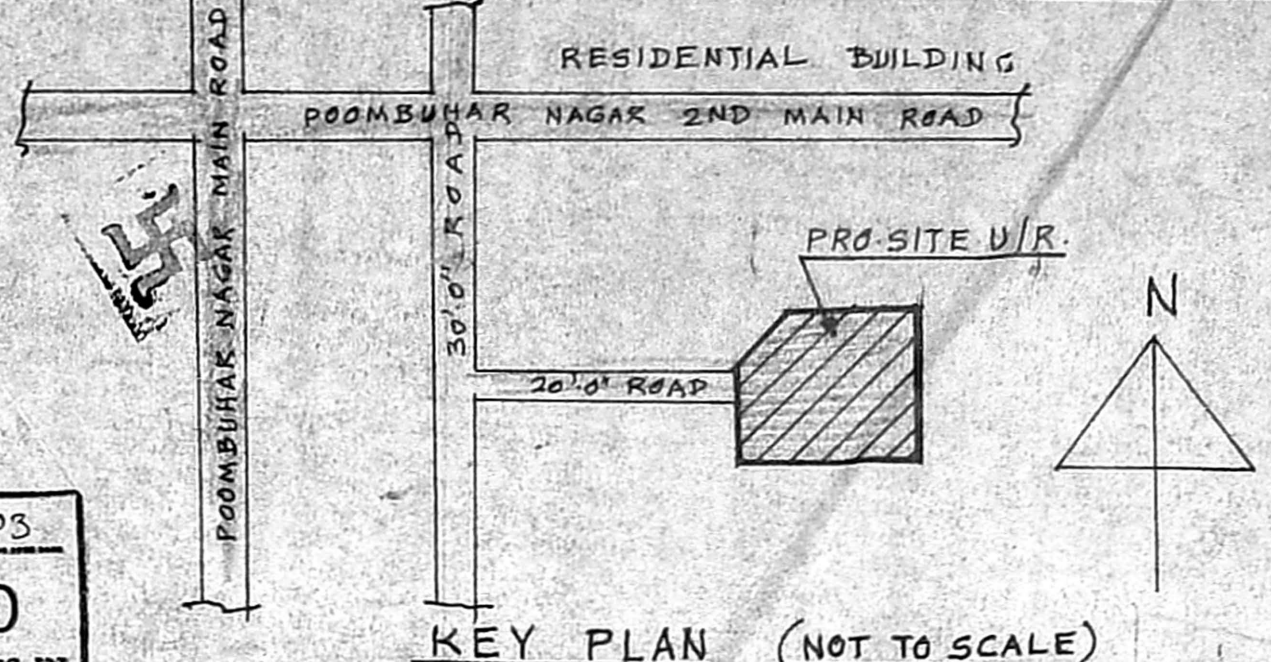 RESIDENTIAL BUILDING
POOMBUHAR NAGAR MAIN ROAD
POOMBUHAR NAGAR 2ND MAIN ROAD
30'.0" ROAD
PRO.SITE U/R.
N
20'.0" ROAD
KEY PLAN (NOT TO SCALE)